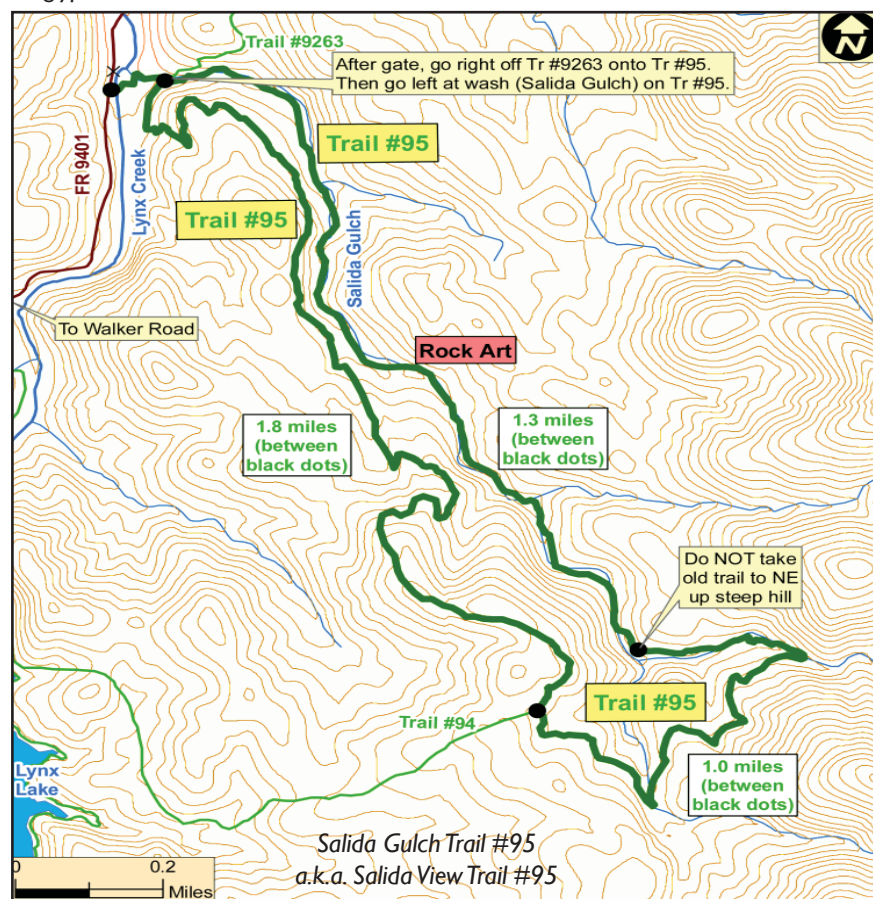 Trail #9263
N
After gate, go right off Tr #9263 onto Tr #95.
Then go left at wash (Salida Gulch) on Tr #95.
Trail #95
FR 9401
Lynx Creek
Trail #95
Salida Gulch
To Walker Road
Rock Art
1.8 miles
(between
black dots)
1.3 miles
(between
black dots)
Do NOT take
old trail to NE
up steep hill
Trail #95
Trail #94
Lynx
Lake
1.0 miles
(between
black dots)
Salida Gulch Trail #95
a.k.a. Salida View Trail #95
0 0.2
Miles